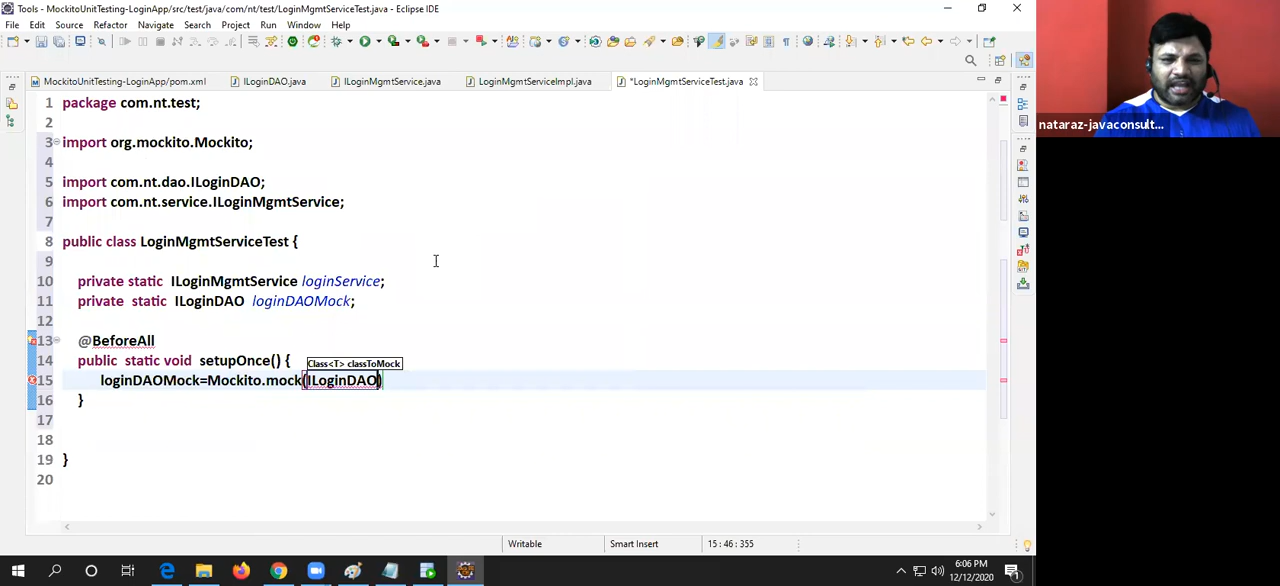 Tools - MockitoUnitTesting-LoginApp/src/test/java/com/nt/test/LoginMgmtServiceTest.java - Eclipse IDE
File Edit Source Refactor Navigate Search Project Run Window Help
MockitoUnitTesting-LoginApp/pom.xml ILoginDAO.java ILoginMgmtService.java LoginMgmtServiceImpl.java *LoginMgmtServiceTest.java
nataraz-javaconsult...
1 package com.nt.test;
2
3 import org.mockito.Mockito;
4
5 import com.nt.dao.ILoginDAO;
6 import com.nt.service.ILoginMgmtService;
7
8 public class LoginMgmtServiceTest {
9
10 private static ILoginMgmtService loginService;
11 private static ILoginDAO loginDAOMock;
12
13 @BeforeAll
14 public static void setupOnce() {
Class<T> classToMock
15 loginDAOMock=Mockito.mock(ILoginDAO)
16 }
17
18
19 }
20
Writable Smart Insert 15 : 46 : 355
6:06 PM
12/12/2020